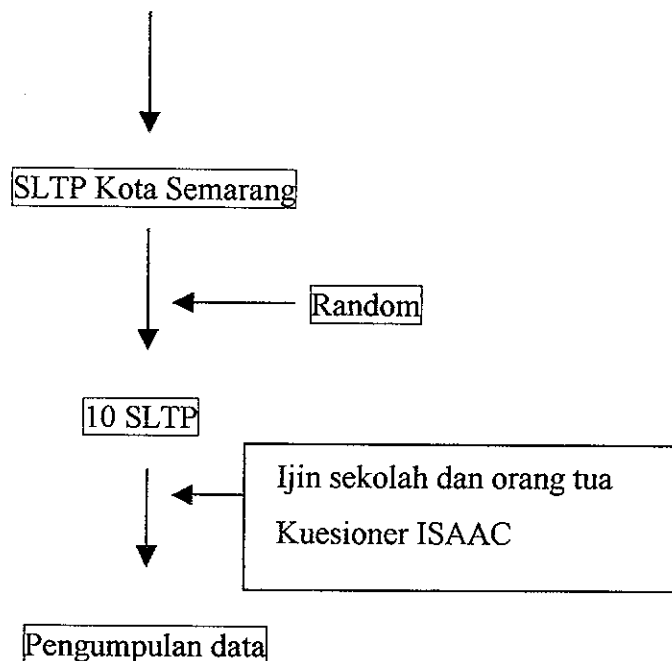 SLTP Kota Semarang
Random
10 SLTP
Ijin sekolah dan orang tua
Kuesioner ISAAC
Pengumpulan data